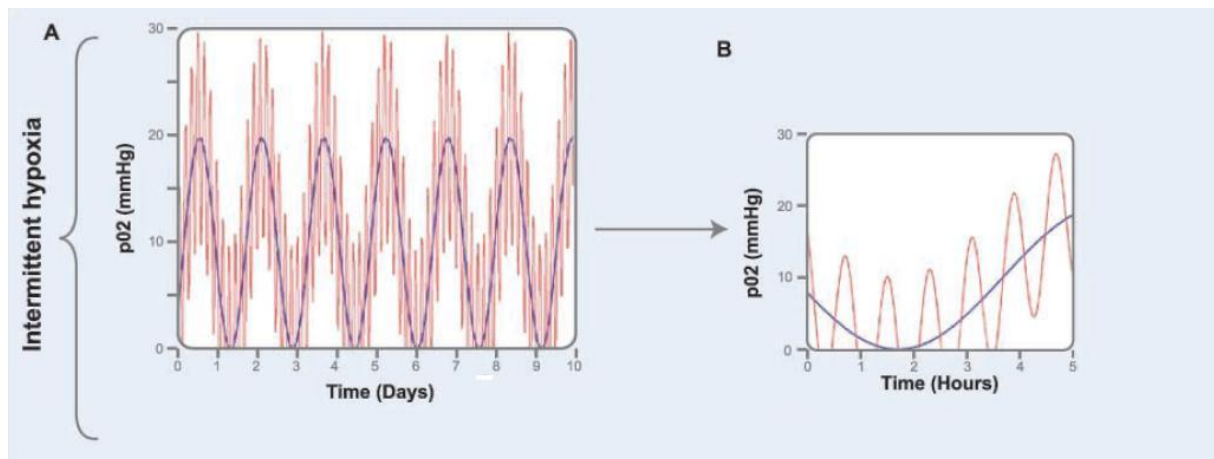 A
B
Intermittent hypoxia
p02 (mmHg)
30
20
10
0
0 1 2 3 4 5 6 7 8 9 10
Time (Days)
p02 (mmHg)
30
20
10
0
0 1 2 3 4 5
Time (Hours)